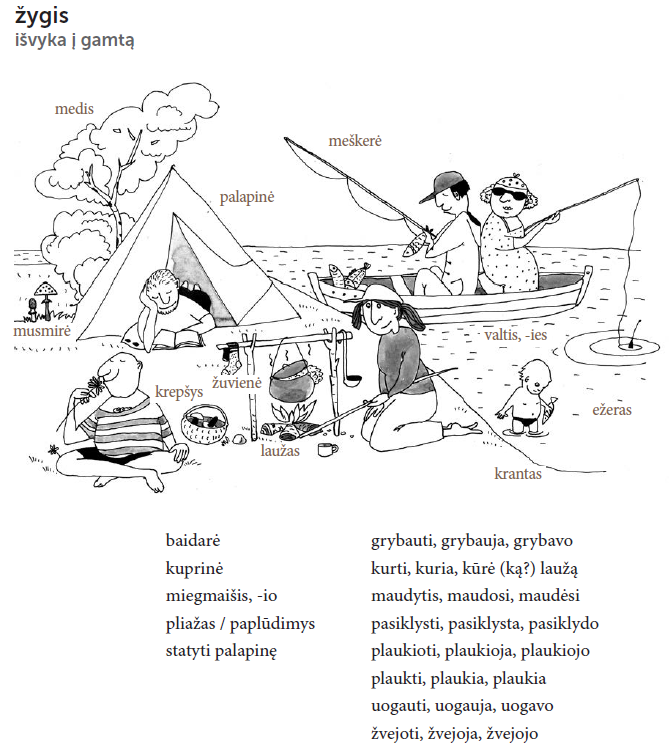 žygis
išvyka į gamtą
medis
meškerė
palapinė
musmirė
valtis, -ies
krepšys
žuvienė
ežeras
laužas
krantas
baidarė
kuprinė
miegmaišis, -io
pliažas / paplūdimys
statyti palapinę
grybauti, grybauja, grybavo
kurti, kuria, kūrė (ką?) laužą
maudytis, maudosi, maudėsi
pasiklysti, pasiklysta, pasiklydo
plaukioti, plaukioja, plaukiojo
plaukti, plaukia, plaukia
uogauti, uogauja, uogavo
žvejoti, žvejoja, žvejojo